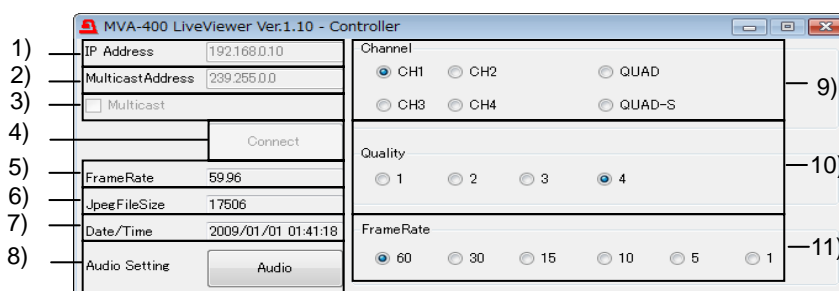 MVA-400 LiveViewer Ver.1.10 - Controller
1) IP Address 192.168.0.10
2) MulticastAddress 239.255.0.0
3) Multicast
4) Connect
5) FrameRate 59.96
6) JpegFileSize 17506
7) Date/Time 2009/01/01 01:41:18
8) Audio Setting Audio
Channel
CH1 CH2 QUAD
CH3 CH4 QUAD-S
9)
Quality
1 2 3 4
10)
FrameRate
60 30 15 10 5 1
11)